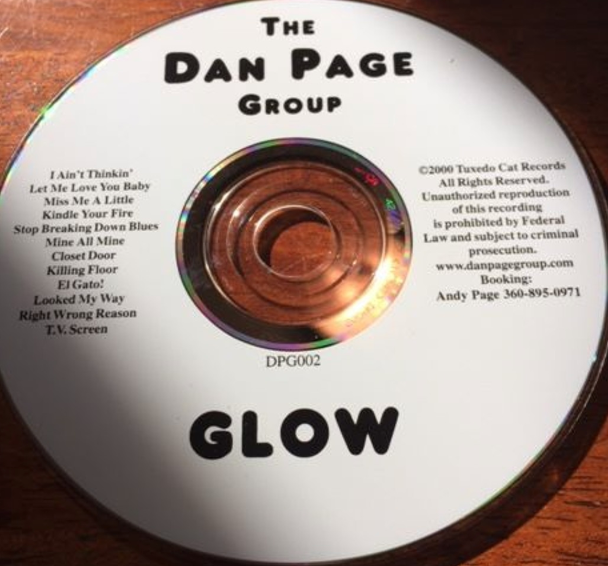 THE
DAN PAGE
GROUP
I Ain't Thinkin'
Let Me Love You Baby
Miss Me A Little
Kindle Your Fire
Stop Breaking Down Blues
Mine All Mine
Closet Door
Killing Floor
El Gato!
Looked My Way
Right Wrong Reason
T.V. Screen
©2000 Tuxedo Cat Records
All Rights Reserved.
Unauthorized reproduction
of this recording
is prohibited by Federal
Law and subject to criminal
prosecution.
www.danpagegroup.com
Booking:
Andy Page 360-895-0971
DPG002
GLOW